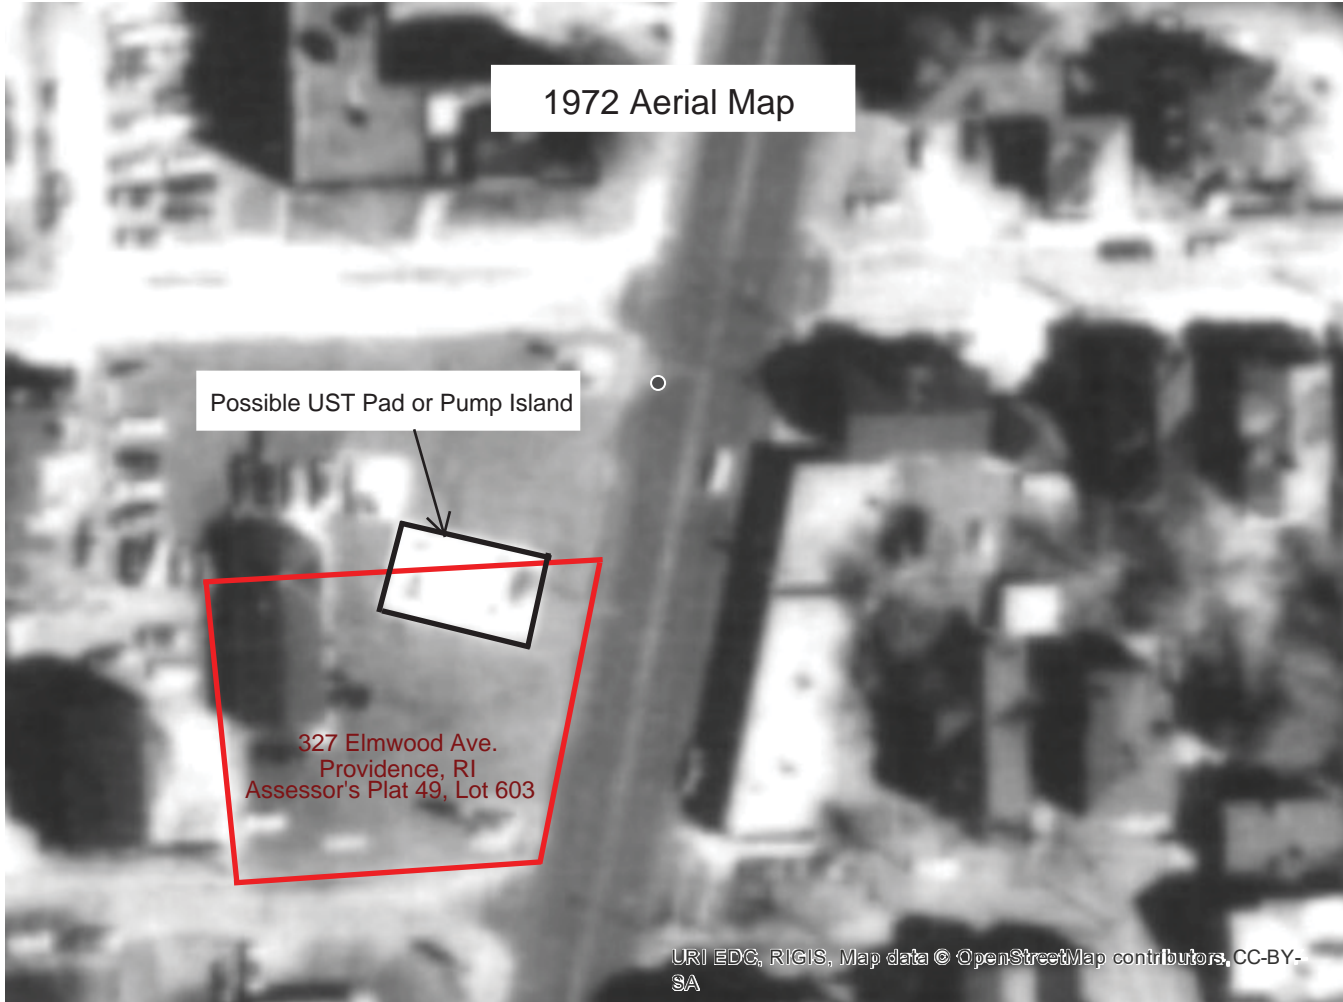 1972 Aerial Map
Possible UST Pad or Pump Island
327 Elmwood Ave.
Providence, RI
Assessor's Plat 49, Lot 603
URI EDC, RIGIS, Map data © OpenStreetMap contributors, CC-BY-
SA